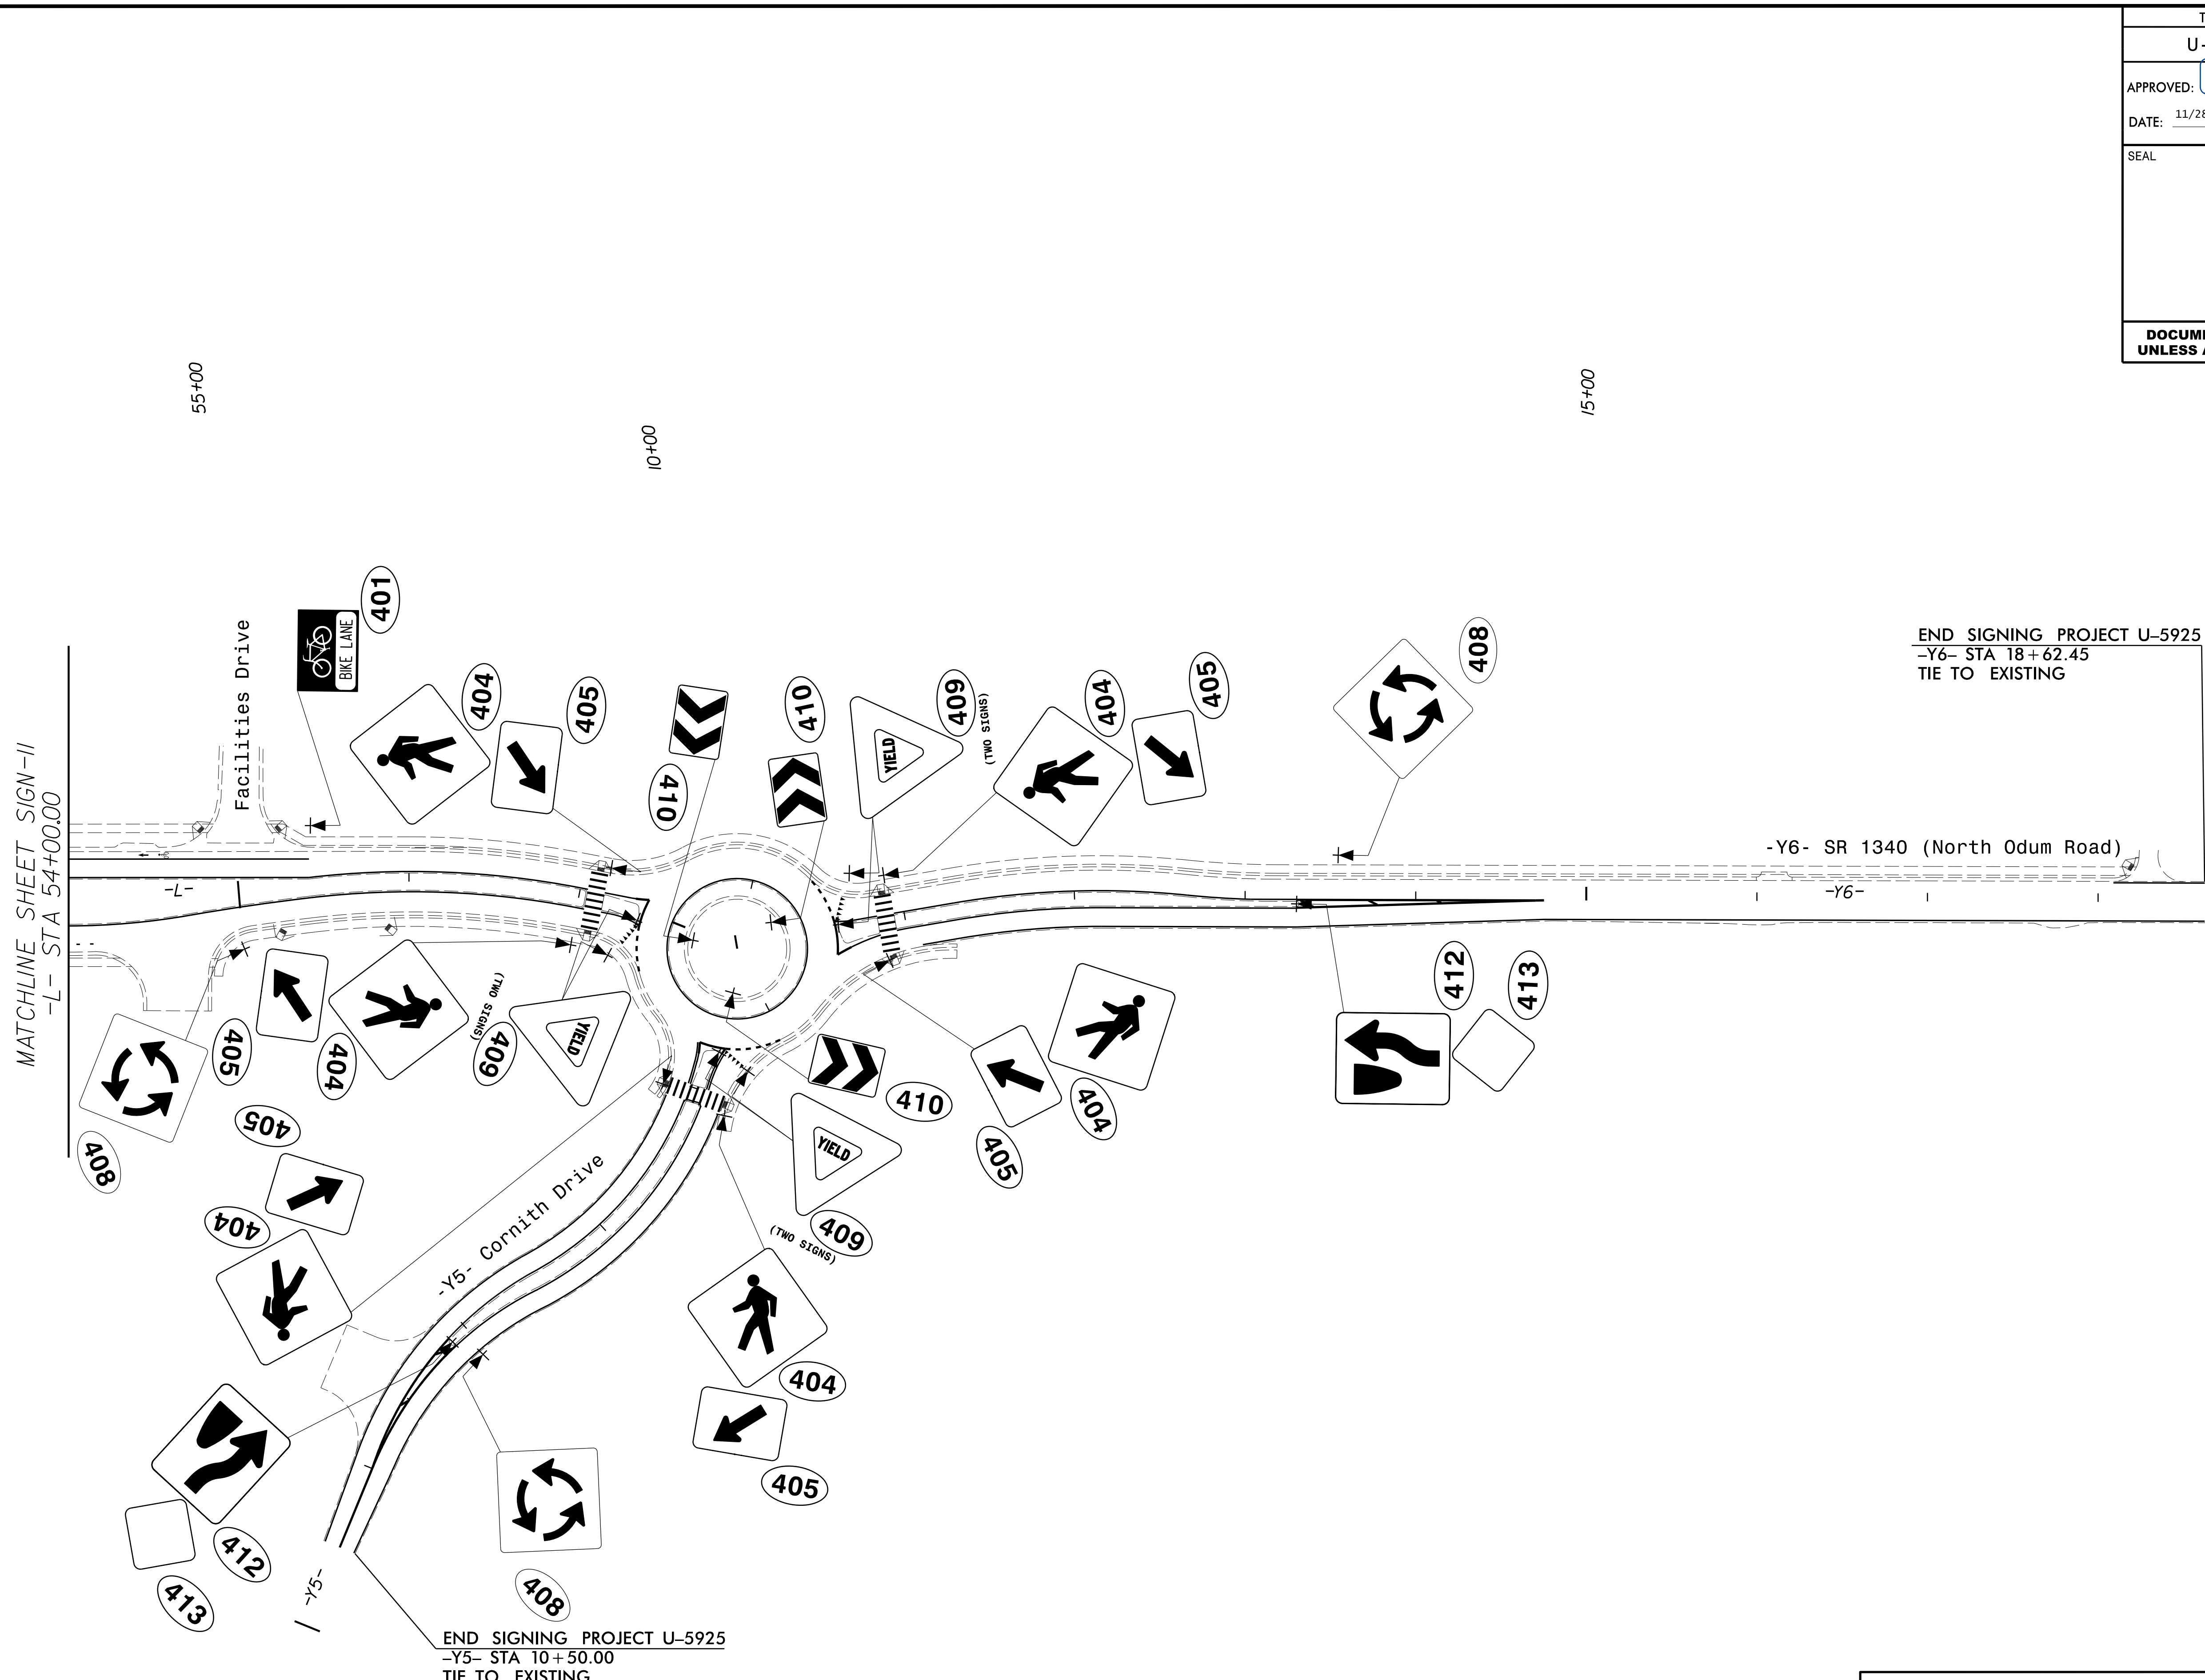 T
U-
APPROVED:
DATE: 11/28
SEAL
DOCUM
UNLESS A
55+00
10+00
15+00
MATCHLINE SHEET SIGN-11
-L- STA 54+00.00
Facilities Drive
BIKE LANE
401
404
405
410
410
YIELD
409
(TWO SIGNS)
404
405
408
END SIGNING PROJECT U-5925
-Y6- STA 18+62.45
TIE TO EXISTING
-L-
-Y6- SR 1340 (North Odum Road)
-Y6-
408
405
404
(TWO SIGNS)
409
YIELD
410
405
404
412
413
405
404
-Y5- Cornith Drive
YIELD
409
(TWO SIGNS)
404
405
412
413
408
-Y5-
END SIGNING PROJECT U-5925
-Y5- STA 10+50.00
TIE TO EXISTING